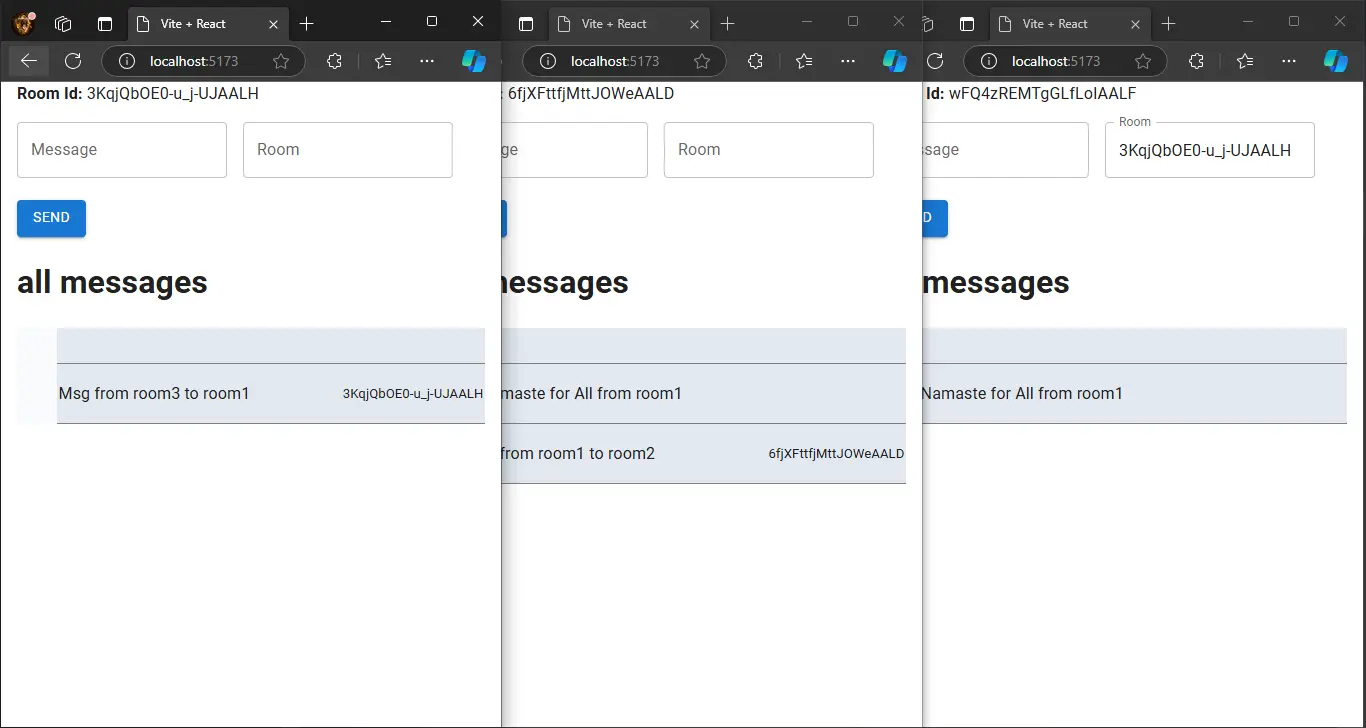 Vite + React
localhost:5173
Room Id: 3KqjQbOE0-u_j-UJAALH
Message
Room
SEND
all messages
Msg from room3 to room1
3KqjQbOE0-u_j-UJAALH
Vite + React
localhost:5173
: 6fjXFttfjMttJOWeAALD
ge
Room
nessages
maste for All from room1
from room1 to room2
6fjXFttfjMttJOWeAALD
Vite + React
localhost:5173
Id: wFQ4zREMTgGLfLoIAALF
ssage
Room
3KqjQbOE0-u_j-UJAALH
D
messages
Namaste for All from room1